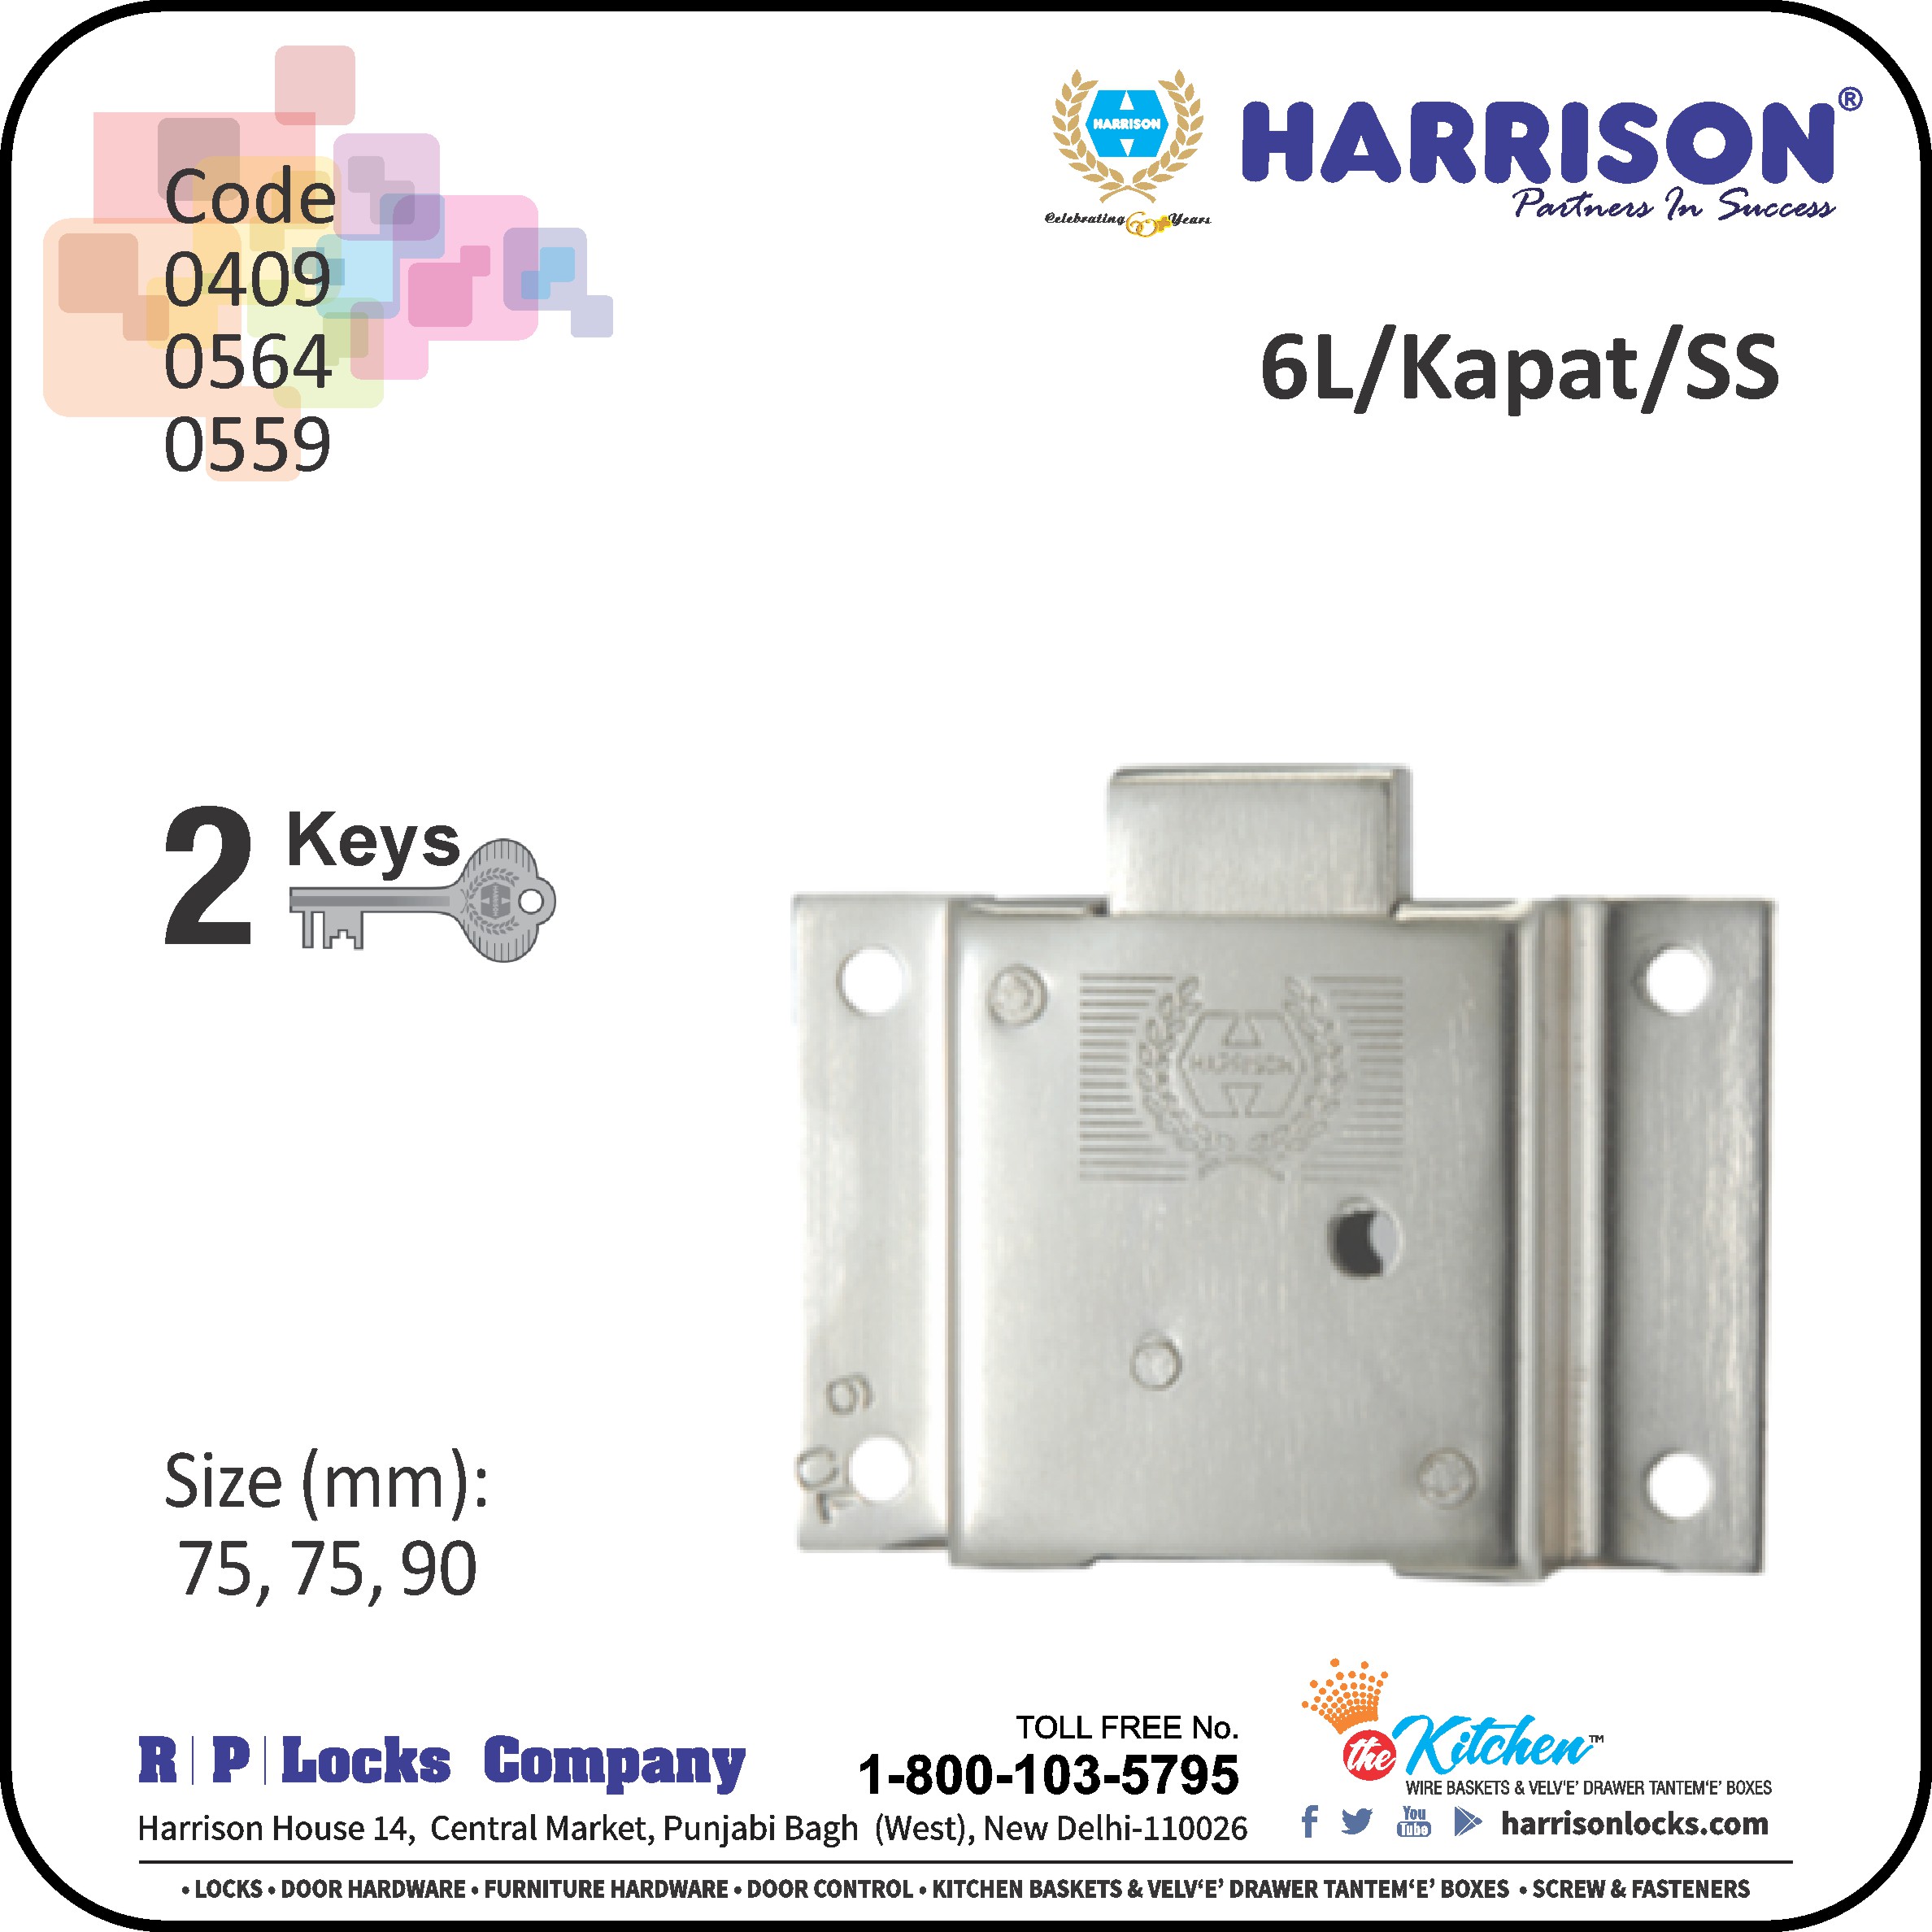 Code
0409
0564
0559
HARRISON
Celebrating 60+ Years
HARRISON®
Partners In Success
6L/Kapat/SS
2 Keys
HARRISON
6
70
Size (mm):
75, 75, 90
R|P|Locks Company
Harrison House 14, Central Market, Punjabi Bagh (West), New Delhi-110026
TOLL FREE No.
1-800-103-5795
the Kitchen™
WIRE BASKETS & VELV'E' DRAWER TANTEM‘E’ BOXES
f You Tube harrisonlocks.com
• LOCKS • DOOR HARDWARE • FURNITURE HARDWARE • DOOR CONTROL • KITCHEN BASKETS & VELV‘E’ DRAWER TANTEM‘E’ BOXES • SCREW & FASTENERS